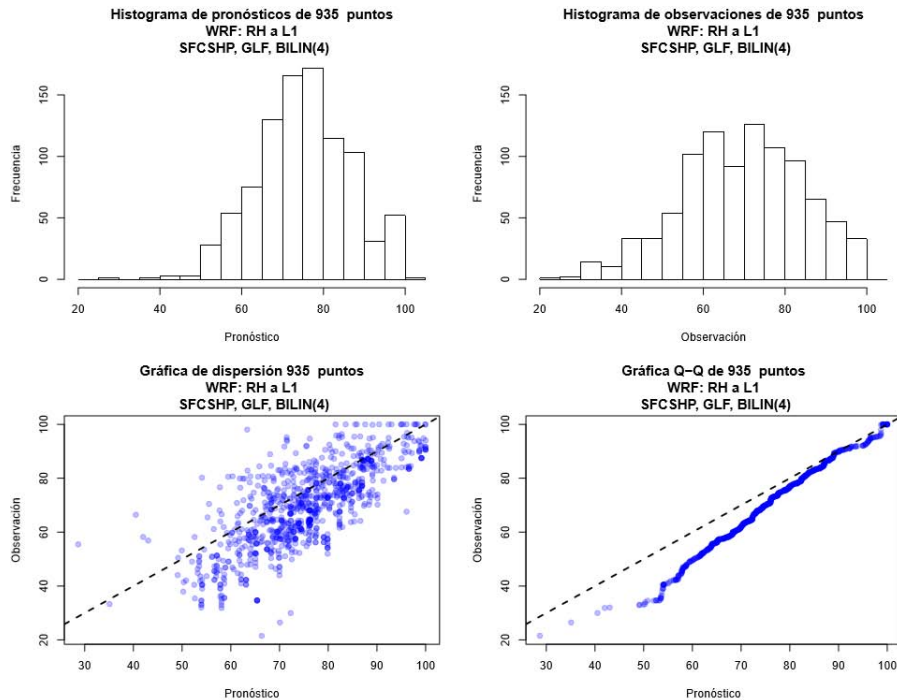 Histograma de pronósticos de 935 puntos
WRF: RH a L1
SFCSHP, GLF, BILIN(4)
Frecuencia
150
100
50
0
20 40 60 80 100
Pronóstico
Histograma de observaciones de 935 puntos
WRF: RH a L1
SFCSHP, GLF, BILIN(4)
Frecuencia
150
100
50
0
20 40 60 80 100
Observación
Gráfica de dispersión 935 puntos
WRF: RH a L1
SFCSHP, GLF, BILIN(4)
Observación
100
80
60
40
20
30 40 50 60 70 80 90 100
Pronóstico
Gráfica Q−Q de 935 puntos
WRF: RH a L1
SFCSHP, GLF, BILIN(4)
Observación
100
80
60
40
20
30 40 50 60 70 80 90 100
Pronóstico